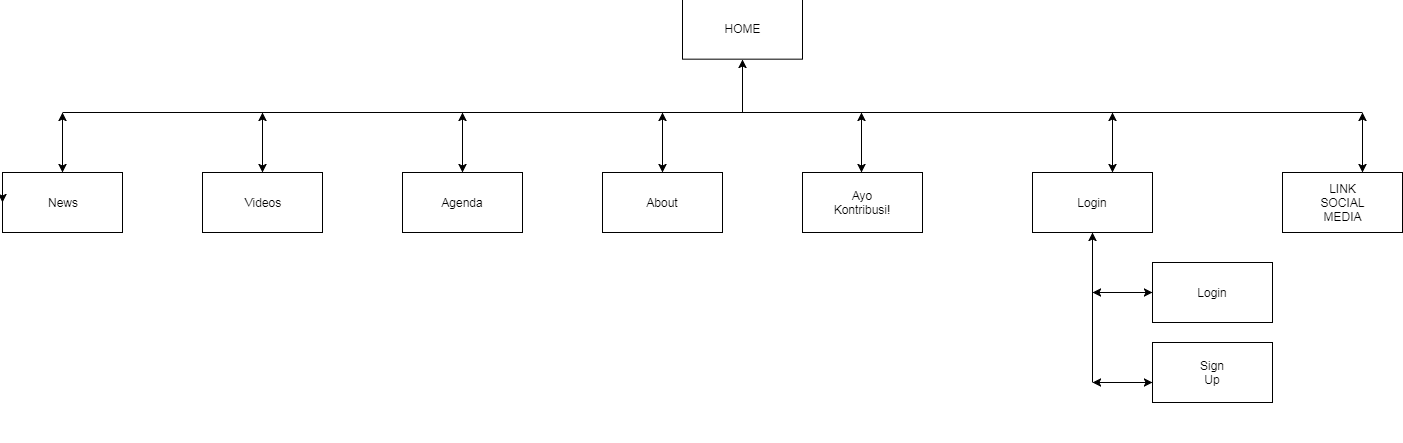 HOME
News
Videos
Agenda
About
Ayo
Kontribusi!
Login
LINK
SOCIAL
MEDIA
Login
Sign
Up